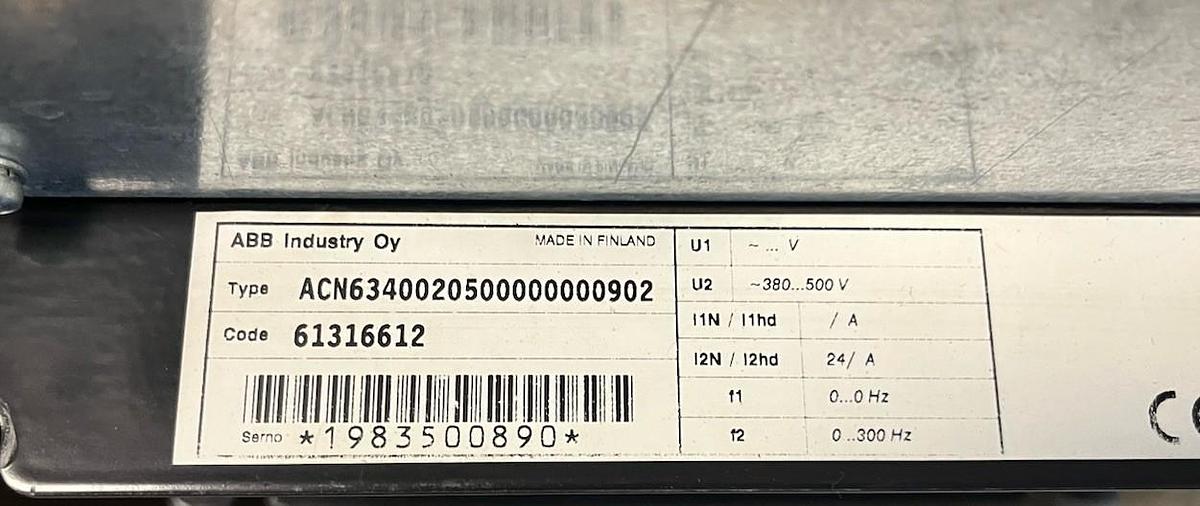 ABB Industry Oy MADE IN FINLAND
Type ACN6340020500000000902
Code 61316612
Serno *1983500890*
U1 ~ ... V
U2 ~380...500 V
I1N / I1hd / A
I2N / I2hd 24/ A
f1 0...0 Hz
f2 0...300 Hz
CE